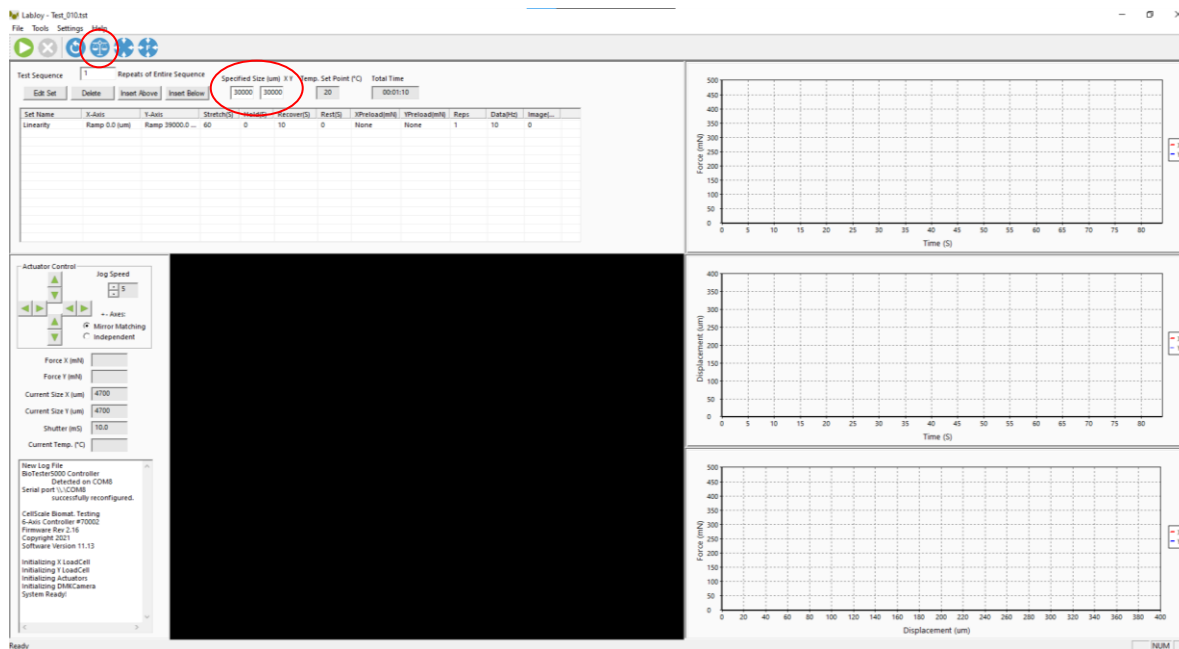 LabJoy - Test_010.tst
File Tools Settings Help
Test Sequence 1 Repeats of Entire Sequence Specified Size (um) X Y Temp. Set Point (°C) Total Time
Edit Set Delete Insert Above Insert Below 30000 30000 20 00:01:10
Set Name X-Axis Y-Axis Stretch(S) Hold(S) Recover(S) Rest(S) XPreload(mN) YPreload(mN) Reps Data(Hz) Image(...
Linearity Ramp 0.0 (um) Ramp 39000.0 ... 60 0 10 0 None None 1 10 0
Actuator Control
Jog Speed
5
+- Axes:
Mirror Matching
Independent
Force X (mN)
Force Y (mN)
Current Size X (um) 4700
Current Size Y (um) 4700
Shutter (mS) 10.0
Current Temp. (°C)
New Log File
BioTester5000 Controller
Detected on COM8
Serial port \\.\COM8
successfully reconfigured.
CellScale Biomat. Testing
6-Axis Controller #70002
Firmware Rev 2.16
Copyright 2021
Software Version 11.13
Initializing X LoadCell
Initializing Y LoadCell
Initializing Actuators
Initializing DMKCamera
System Ready!
Force (mN)
500
450
400
350
300
250
200
150
100
50
0
0 5 10 15 20 25 30 35 40 45 50 55 60 65 70 75 80
Time (S)
Displacement (um)
400
350
300
250
200
150
100
50
0
0 5 10 15 20 25 30 35 40 45 50 55 60 65 70 75 80
Time (S)
Force (mN)
500
450
400
350
300
250
200
150
100
50
0
0 20 40 60 80 100 120 140 160 180 200 220 240 260 280 300 320 340 360 380 400
Displacement (um)
Ready NUM